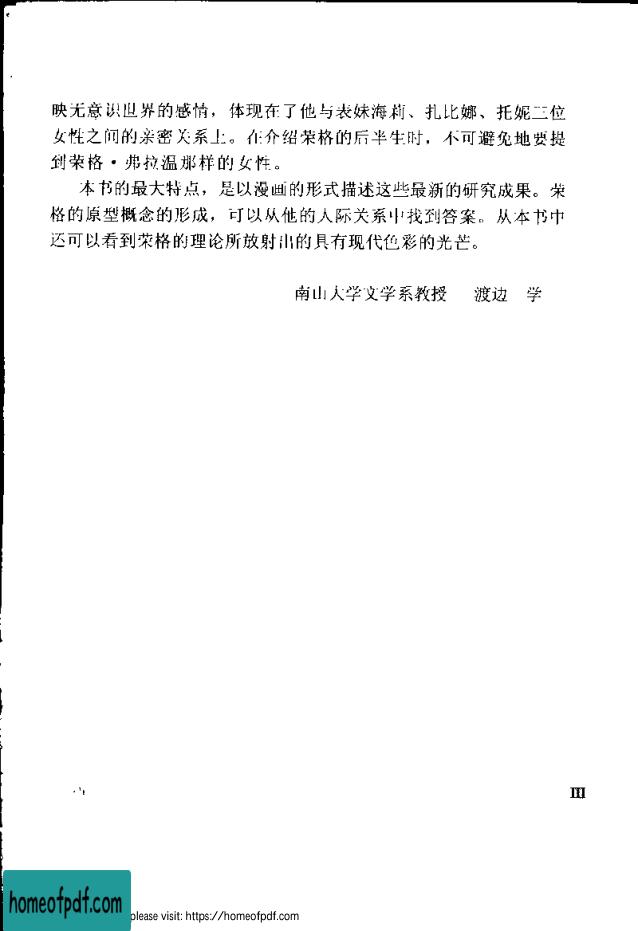 映无意识世界的感情，体现在了他与表妹海莉、扎比娜、托妮三位
女性之间的亲密关系上。在介绍荣格的后半生时，不可避免地要提
到荣格·弗拉温那样的女性。
本书的最大特点，是以漫画的形式描述这些最新的研究成果。荣
格的原型概念的形成，可以从他的人际关系中找到答案。从本书中
还可以看到荣格的理论所放射出的具有现代色彩的光芒。
南山大学文学系教授 渡边 学
III
homeofpdf.com
please visit: https://homeofpdf.com